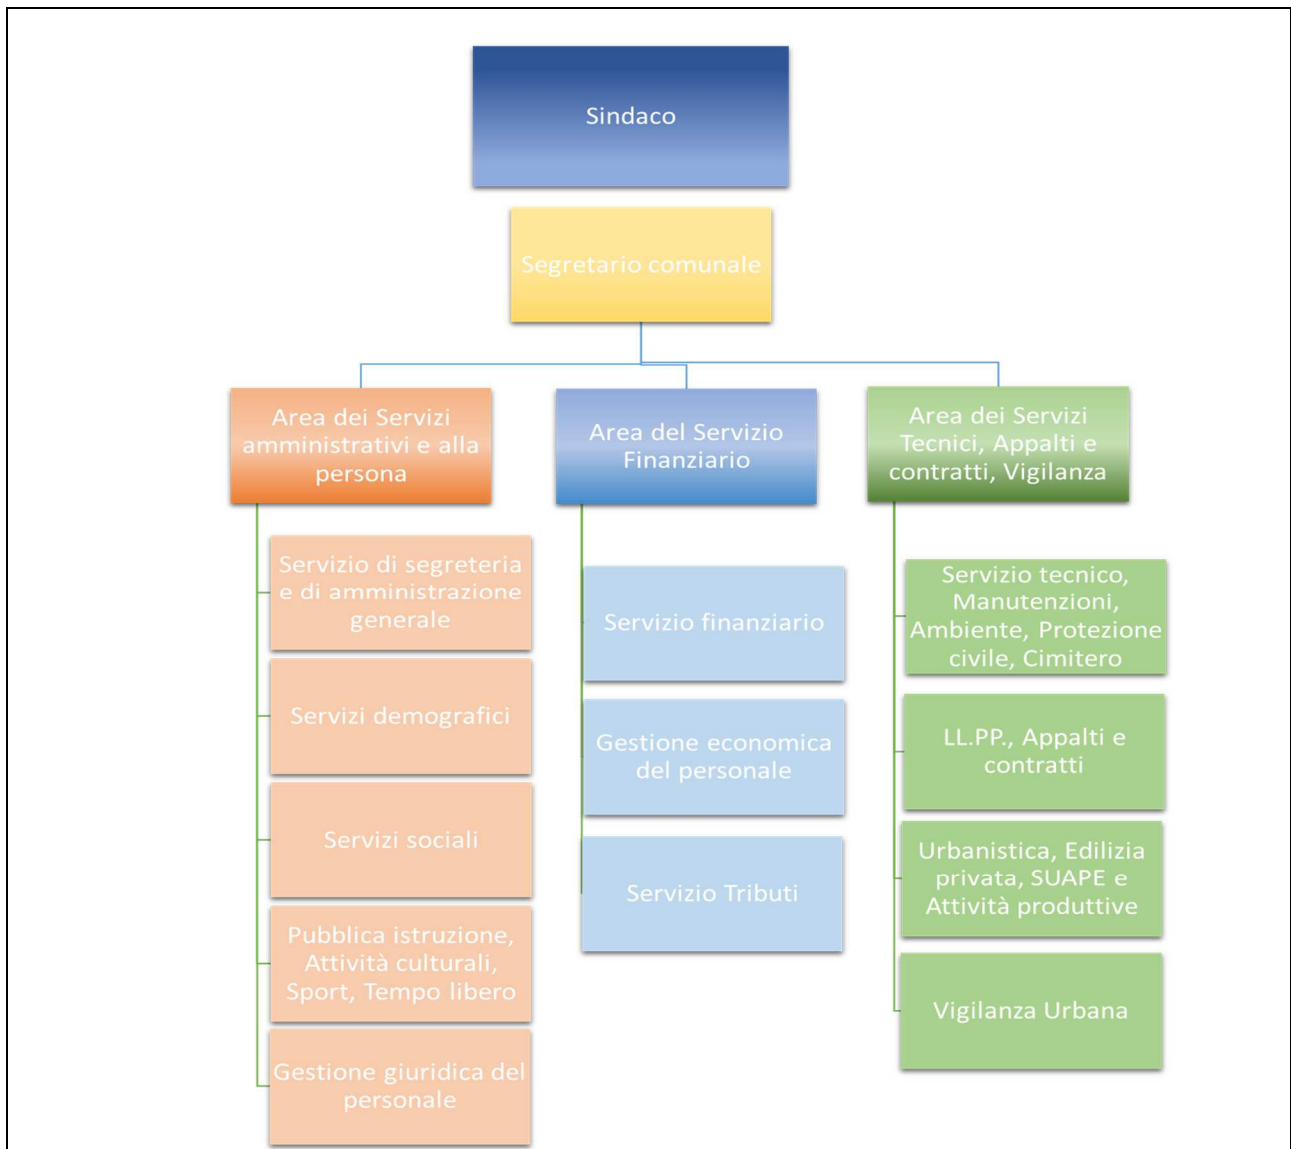 Sindaco
Segretario comunale
Area dei Servizi
amministrativi e alla
persona
Area del Servizio
Finanziario
Area dei Servizi
Tecnici, Appalti e
contratti, Vigilanza
Servizio di segreteria
e di amministrazione
generale
Servizi demografici
Servizi sociali
Pubblica istruzione,
Attività culturali,
Sport, Tempo libero
Gestione giuridica del
personale
Servizio finanziario
Gestione economica
del personale
Servizio Tributi
Servizio tecnico,
Manutenzioni,
Ambiente, Protezione
civile, Cimitero
LL.PP., Appalti e
contratti
Urbanistica, Edilizia
privata, SUAPE e
Attività produttive
Vigilanza Urbana